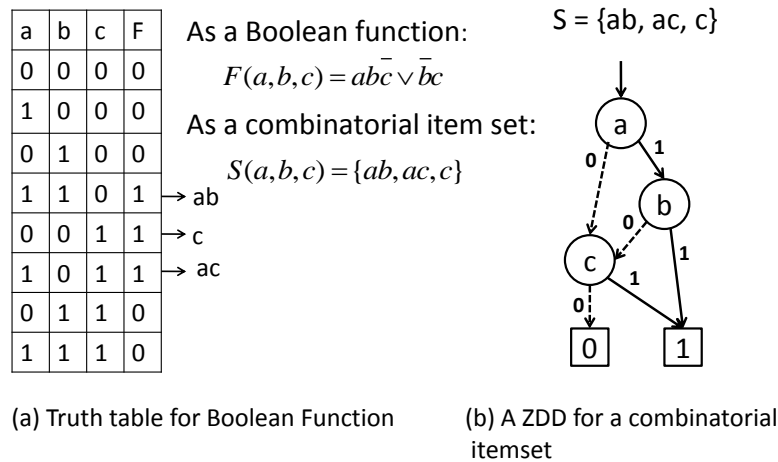 a b c F
0 0 0 0
1 0 0 0
0 1 0 0
1 1 0 1 ab
0 0 1 1 c
1 0 1 1 ac
0 1 1 0
1 1 1 0
As a Boolean function:
F(a,b,c) = abc̅ ∨ b̅c
As a combinatorial item set:
S(a,b,c) = {ab, ac, c}
(a) Truth table for Boolean Function
S = {ab, ac, c}
a
0 1
b
0
c
1
1
0
0 1
(b) A ZDD for a combinatorial
itemset